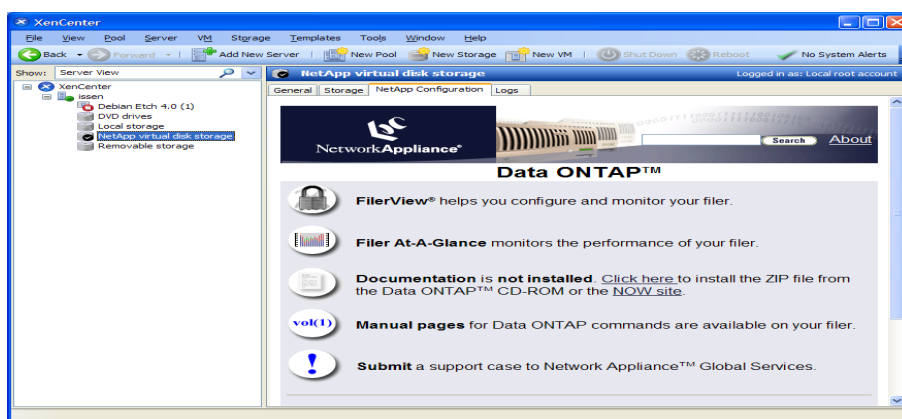 XenCenter
File View Pool Server VM Storage Templates Tools Window Help
Back Forward Add New Server New Pool New Storage New VM Shut Down Reboot No System Alerts
Show: Server View
NetApp virtual disk storage Logged in as: Local root account
XenCenter
issen
Debian Etch 4.0 (1)
DVD drives
Local storage
NetApp virtual disk storage
Removable storage
General Storage NetApp Configuration Logs
NetworkAppliance®
Search About
Data ONTAP™
FilerView® helps you configure and monitor your filer.
Filer At-A-Glance monitors the performance of your filer.
Documentation is not installed. Click here to install the ZIP file from
the Data ONTAP™ CD-ROM or the NOW site.
vol(1)
Manual pages for Data ONTAP commands are available on your filer.
Submit a support case to Network Appliance™ Global Services.